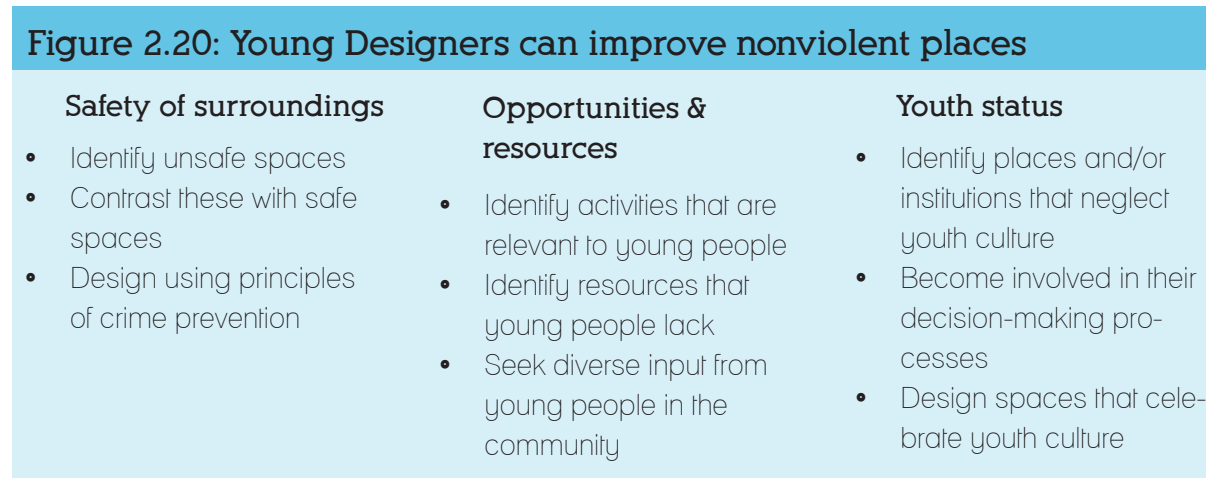 Figure 2.20: Young Designers can improve nonviolent places
Safety of surroundings
• Identify unsafe spaces
• Contrast these with safe
spaces
• Design using principles
of crime prevention
Opportunities &
resources
• Identify activities that are
relevant to young people
• Identify resources that
young people lack
• Seek diverse input from
young people in the
community
Youth status
• Identify places and/or
institutions that neglect
youth culture
• Become involved in their
decision-making pro-
cesses
• Design spaces that cele-
brate youth culture